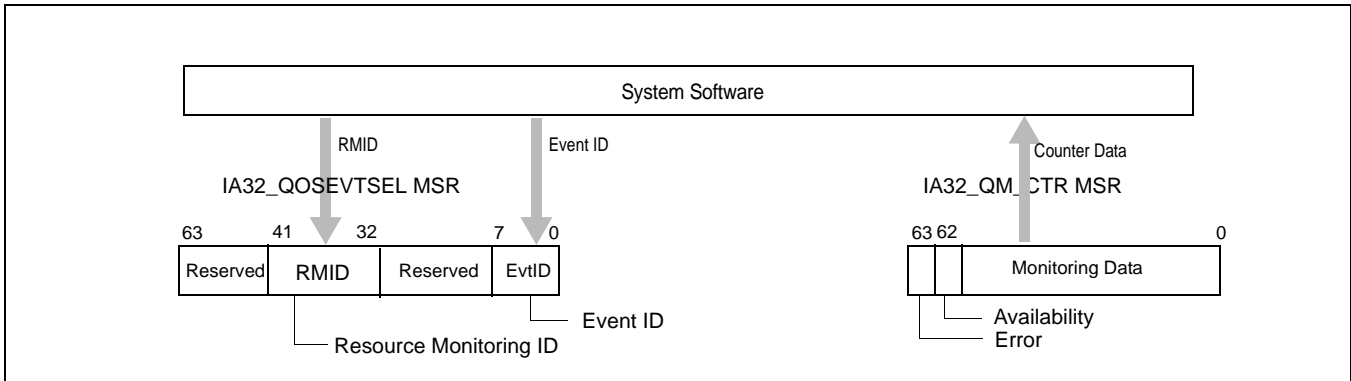 System Software
RMID
Event ID
Counter Data
IA32_QOSEVTSEL MSR
IA32_QM_CTR MSR
63 41 32 7 0
63 62 0
Reserved RMID Reserved EvtID
Monitoring Data
Event ID
Resource Monitoring ID
Availability
Error